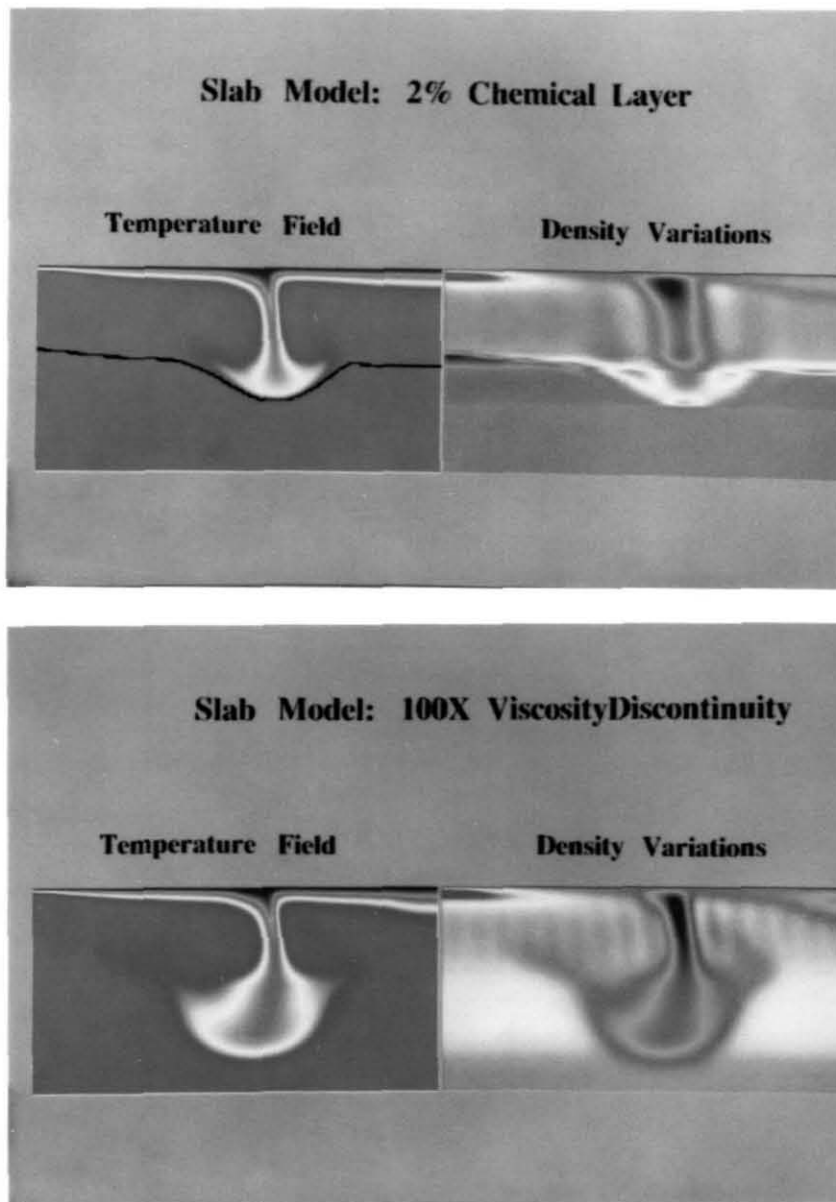 Slab Model: 2% Chemical Layer
Temperature Field
Density Variations
Slab Model: 100X ViscosityDiscontinuity
Temperature Field
Density Variations